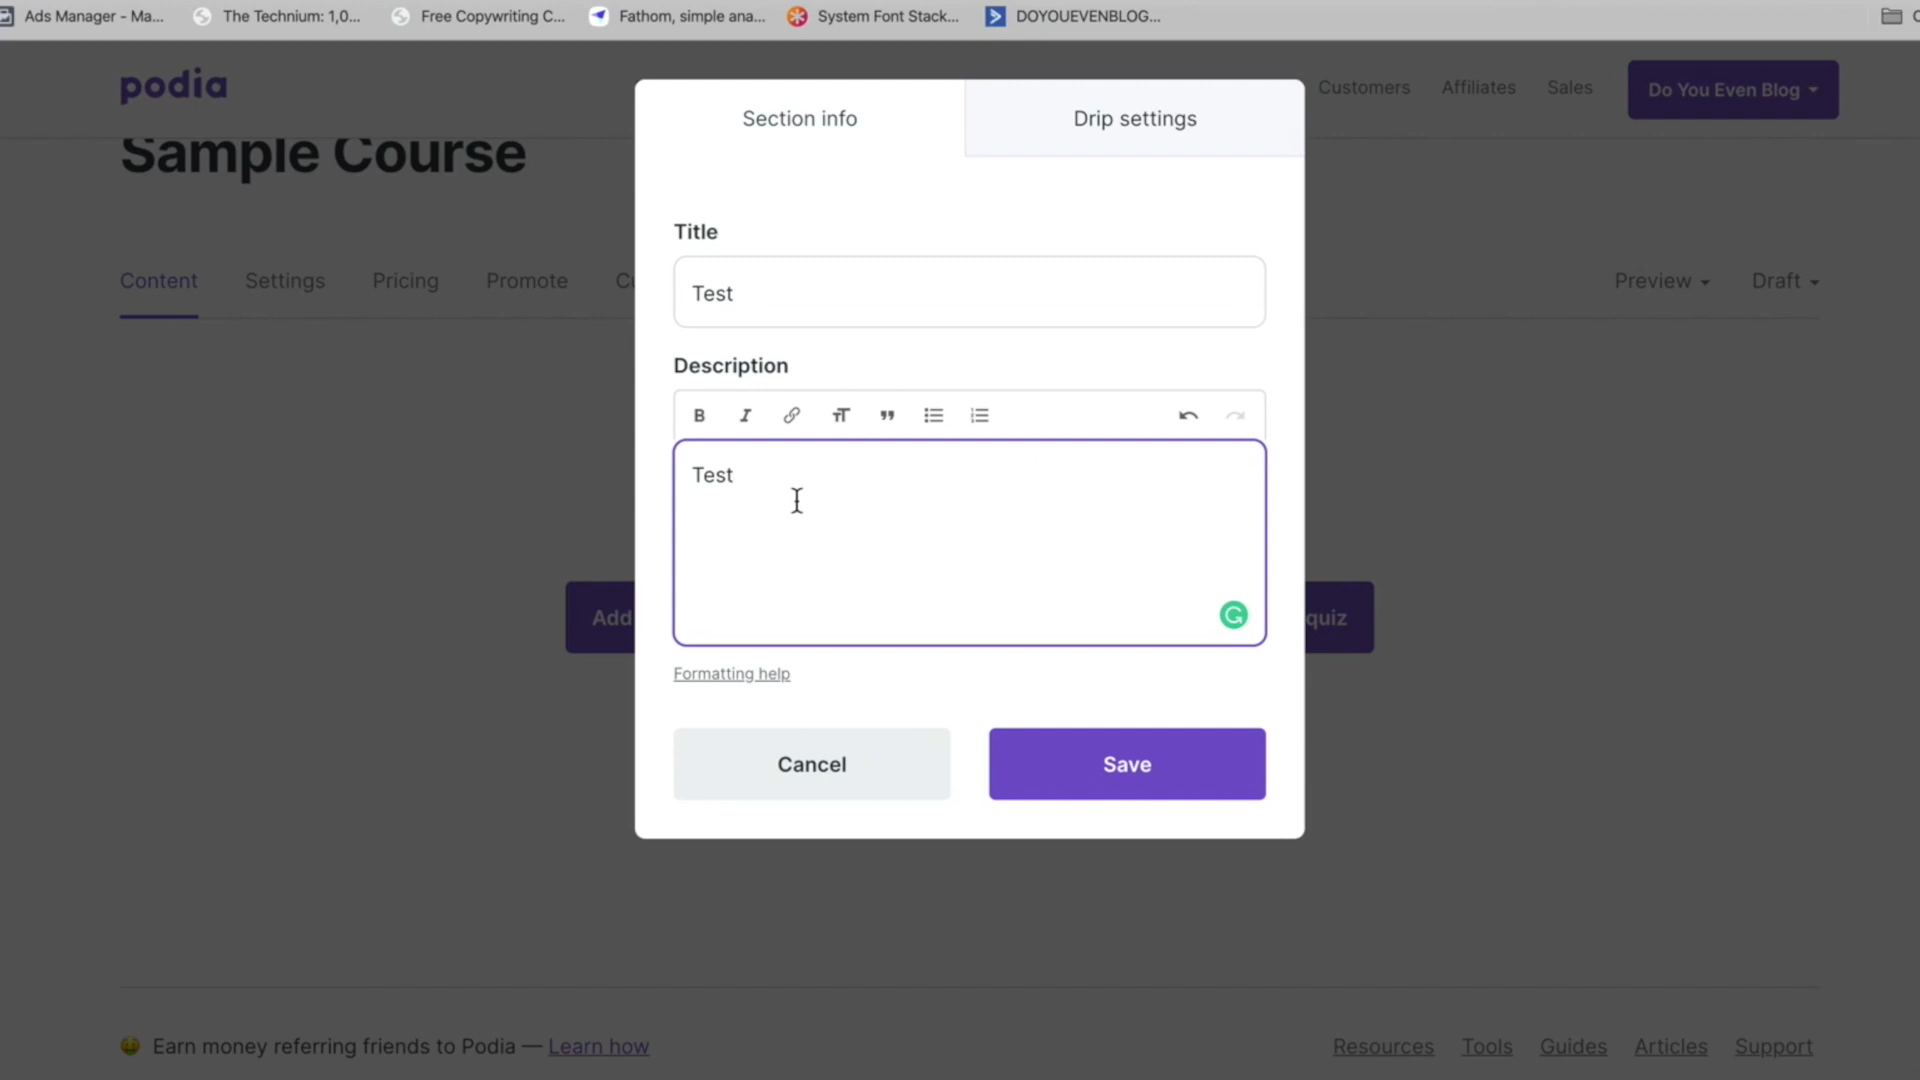 Ads Manager - Ma... The Technium: 1,0... Free Copywriting C... Fathom, simple ana... System Font Stack... DOYOUEVENBLOG...
podia Customers Affiliates Sales Do You Even Blog
Sample Course
Section info Drip settings
Title
Test
Content Settings Pricing Promote Preview Draft
Description
B I
Test
Add quiz
Formatting help
Cancel Save
Earn money referring friends to Podia — Learn how Resources Tools Guides Articles Support